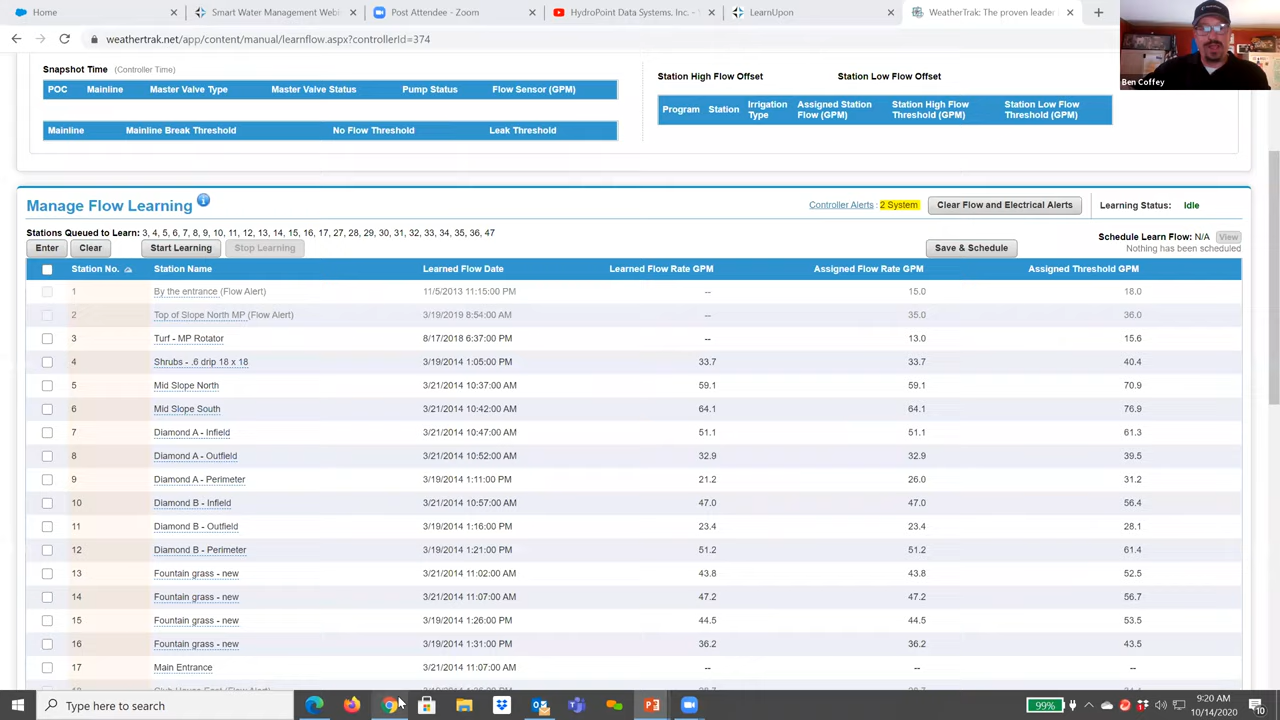 Home
Smart Water Management Webi
Post Attendee - Zoom
HydroPoint Data Systems, Inc. -
LearnUpon
WeatherTrak: The proven leader
weathertrak.net/app/content/manual/learnflow.aspx?controllerId=374
Ben Coffey
Snapshot Time (Controller Time)
POC Mainline Master Valve Type Master Valve Status Pump Status Flow Sensor (GPM)
Mainline Mainline Break Threshold No Flow Threshold Leak Threshold
Station High Flow Offset Station Low Flow Offset
Program Station Irrigation Type Assigned Station Flow (GPM) Station High Flow Threshold (GPM) Station Low Flow Threshold (GPM)
Manage Flow Learning
Controller Alerts : 2 System Clear Flow and Electrical Alerts Learning Status: Idle
Stations Queued to Learn: 3, 4, 5, 6, 7, 8, 9, 10, 11, 12, 13, 14, 15, 16, 27, 28, 29, 30, 31, 32, 33, 34, 35, 36, 47
Schedule Learn Flow: N/A View
Nothing has been scheduled
Enter Clear Start Learning Stop Learning Save & Schedule
Station No. Station Name Learned Flow Date Learned Flow Rate GPM Assigned Flow Rate GPM Assigned Threshold GPM
1 By the entrance (Flow Alert) 11/5/2013 11:15:00 PM -- 15.0 18.0
2 Top of Slope North MP (Flow Alert) 3/19/2019 8:54:00 AM -- 35.0 36.0
3 Turf - MP Rotator 8/17/2018 6:37:00 PM -- 13.0 15.6
4 Shrubs - .6 drip 18 x 18 3/19/2014 1:05:00 PM 33.7 33.7 40.4
5 Mid Slope North 3/21/2014 10:37:00 AM 59.1 59.1 70.9
6 Mid Slope South 3/21/2014 10:42:00 AM 64.1 64.1 76.9
7 Diamond A - Infield 3/21/2014 10:47:00 AM 51.1 51.1 61.3
8 Diamond A - Outfield 3/21/2014 10:52:00 AM 32.9 32.9 39.5
9 Diamond A - Perimeter 3/19/2014 1:11:00 PM 21.2 26.0 31.2
10 Diamond B - Infield 3/21/2014 10:57:00 AM 47.0 47.0 56.4
11 Diamond B - Outfield 3/19/2014 1:16:00 PM 23.4 23.4 28.1
12 Diamond B - Perimeter 3/19/2014 1:21:00 PM 51.2 51.2 61.4
13 Fountain grass - new 3/21/2014 11:02:00 AM 43.8 43.8 52.5
14 Fountain grass - new 3/21/2014 11:07:00 AM 47.2 47.2 56.7
15 Fountain grass - new 3/19/2014 1:26:00 PM 44.5 44.5 53.5
16 Fountain grass - new 3/19/2014 1:31:00 PM 36.2 36.2 43.5
17 Main Entrance 3/21/2014 11:07:00 AM -- -- --
Type here to search
99%
9:20 AM
10/14/2020
10